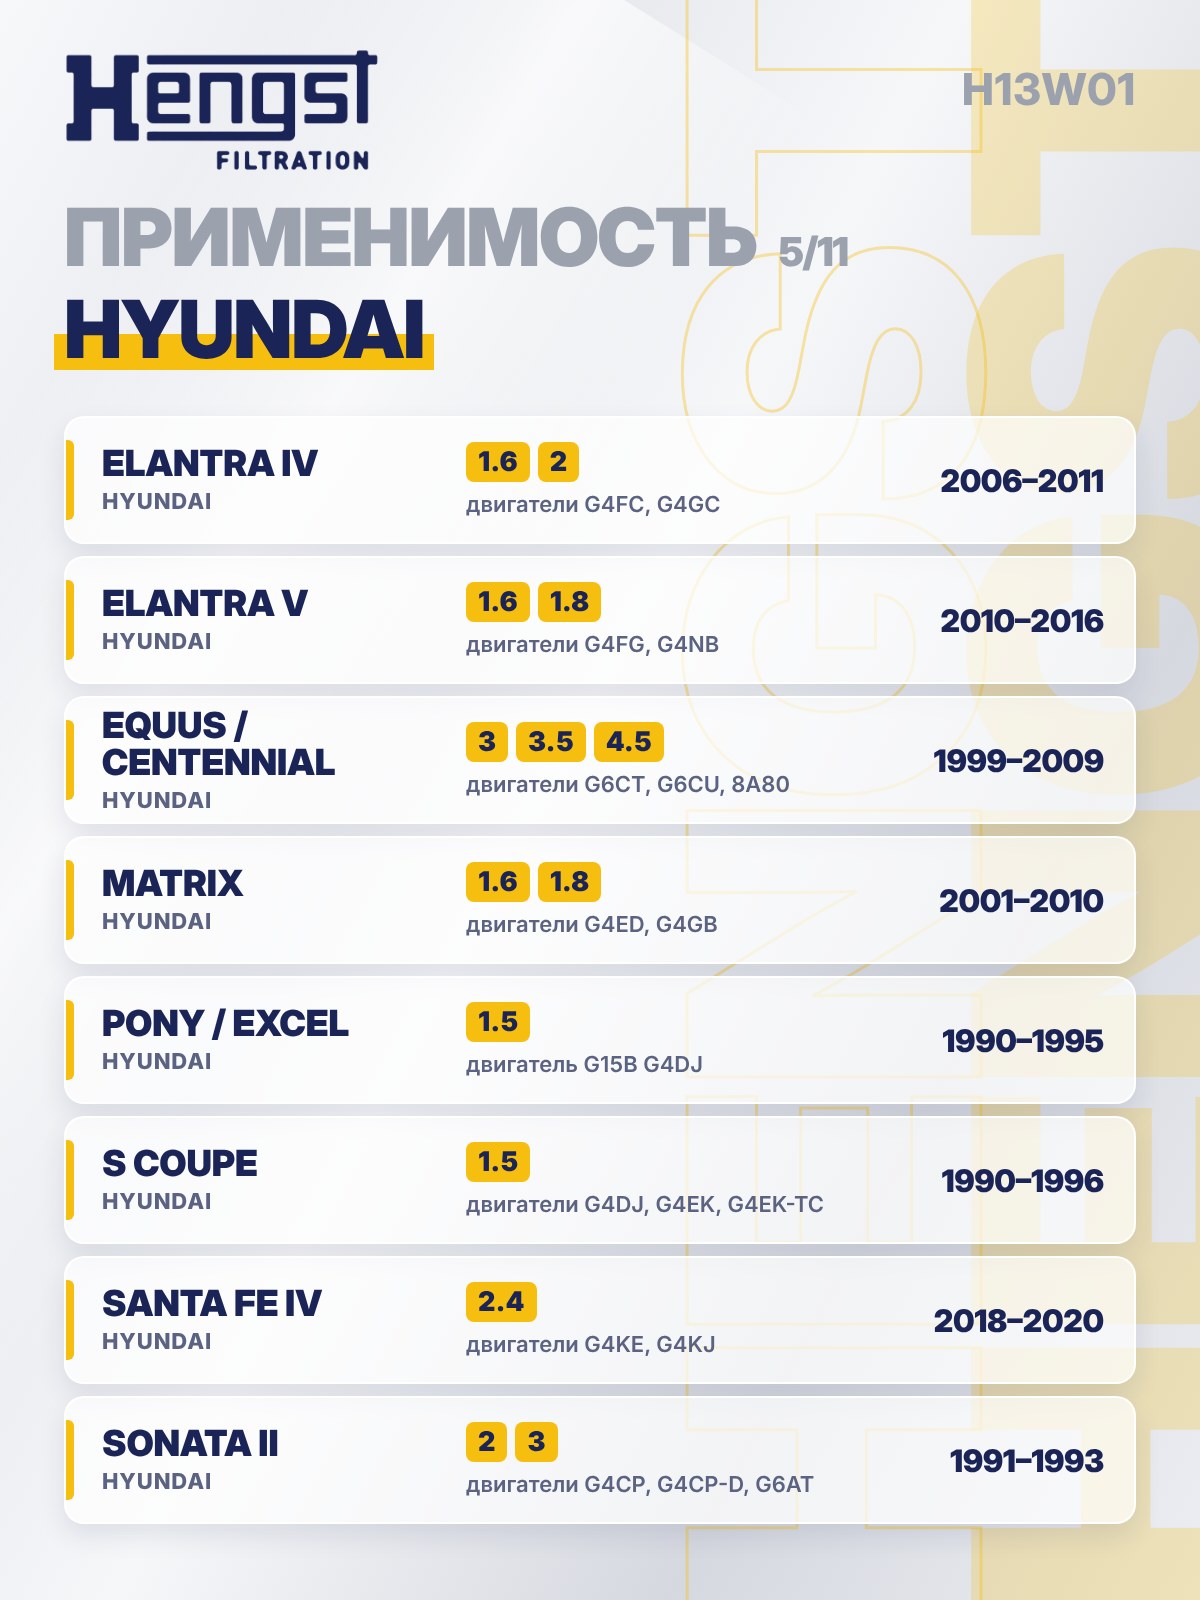 Hengst
FILTRATION
H13W01
ПРИМЕНИМОСТЬ 5/11
HYUNDAI
ELANTRA IV
HYUNDAI
1.6 2
двигатели G4FC, G4GC
2006–2011
ELANTRA V
HYUNDAI
1.6 1.8
двигатели G4FG, G4NB
2010–2016
EQUUS /
CENTENNIAL
HYUNDAI
3 3.5 4.5
двигатели G6CT, G6CU, 8A80
1999–2009
MATRIX
HYUNDAI
1.6 1.8
двигатели G4ED, G4GB
2001–2010
PONY / EXCEL
HYUNDAI
1.5
двигатель G15B G4DJ
1990–1995
S COUPE
HYUNDAI
1.5
двигатели G4DJ, G4EK, G4EK-TC
1990–1996
SANTA FE IV
HYUNDAI
2.4
двигатели G4KE, G4KJ
2018–2020
SONATA II
HYUNDAI
2 3
двигатели G4CP, G4CP-D, G6AT
1991–1993
HENGST
HENGST